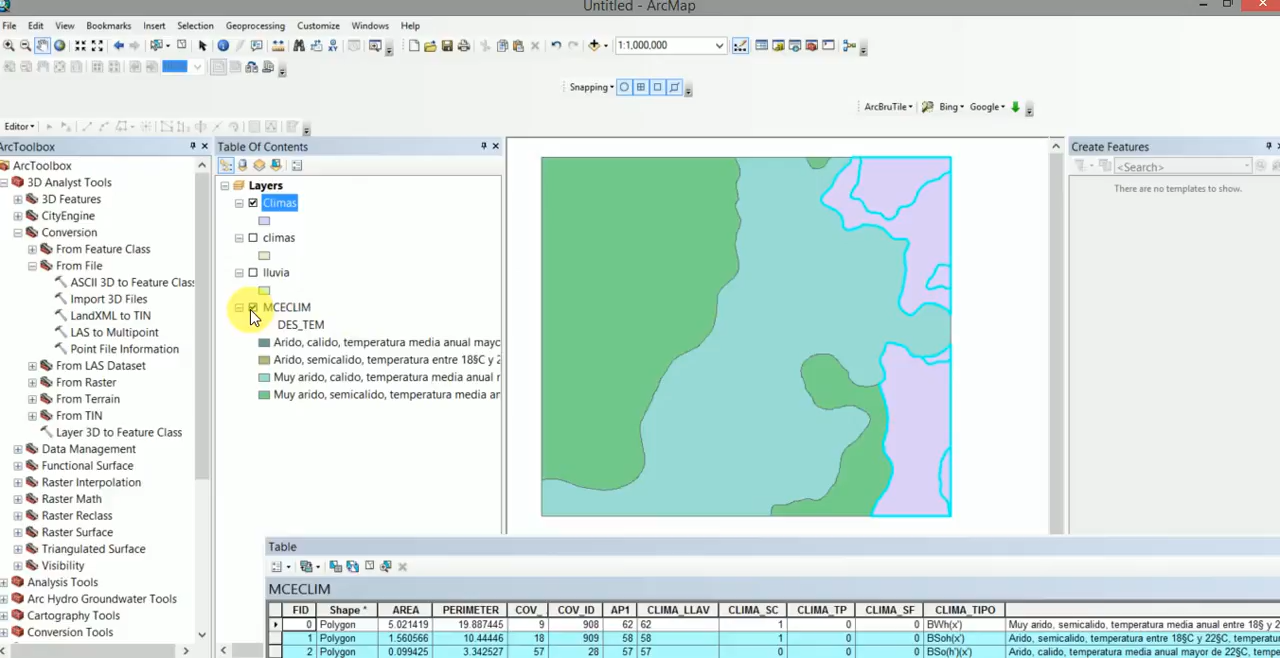 Untitled - ArcMap
File Edit View Bookmarks Insert Selection Geoprocessing Customize Windows Help
1:1,000,000
Snapping
ArcBruTile Bing Google
Editor
ArcToolbox
ArcToolbox
3D Analyst Tools
3D Features
CityEngine
Conversion
From Feature Class
From File
ASCII 3D to Feature Clas
Import 3D Files
LandXML to TIN
LAS to Multipoint
Point File Information
From LAS Dataset
From Raster
From Terrain
From TIN
Layer 3D to Feature Class
Data Management
Functional Surface
Raster Interpolation
Raster Math
Raster Reclass
Raster Surface
Triangulated Surface
Visibility
Analysis Tools
Arc Hydro Groundwater Tools
Cartography Tools
Conversion Tools
Table Of Contents
Layers
Climas
climas
lluvia
MCECLIM
DES_TEM
Arido, calido, temperatura media anual mayo
Arido, semicalido, temperatura entre 18§C y 2
Muy arido, calido, temperatura media anual r
Muy arido, semicalido, temperatura media an
Create Features
<Search>
There are no templates to show.
Table
MCECLIM
FID Shape * AREA PERIMETER COV_ COV_ID AP1 CLIMA_LLAV CLIMA_SC CLIMA_TP CLIMA_SF CLIMA_TIPO
0 Polygon 5.021419 19.887445 9 908 62 62 1 0 0 BWh(x') Muy arido, semicalido, temperatura media anual entre 18§ y 2
1 Polygon 1.560566 10.44446 18 909 58 58 1 0 0 BSoh(x') Arido, semicalido, temperatura entre 18§C y 22§C, temperatu
2 Polygon 0.099425 3.342527 57 28 57 57 0 0 0 BSo(h')(x') Arido, calido, temperatura media anual mayor de 22§C, tempe